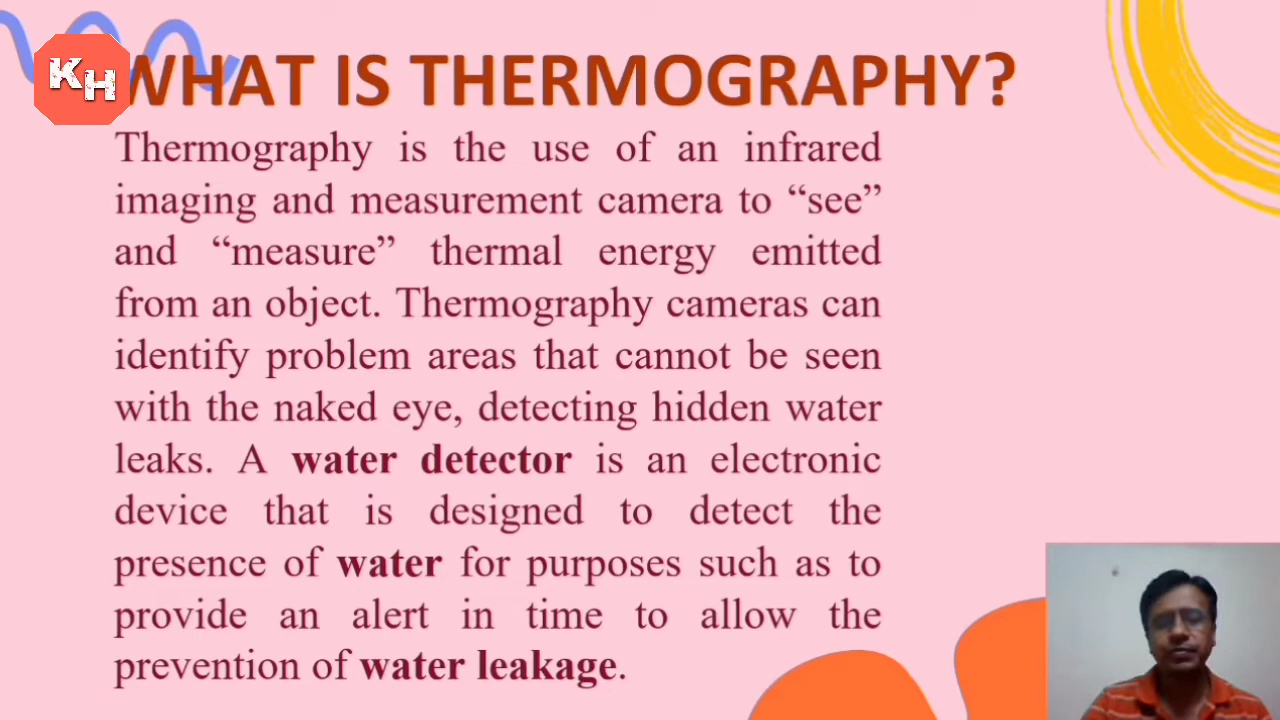 KH
WHAT IS THERMOGRAPHY?
Thermography is the use of an infrared
imaging and measurement camera to “see”
and “measure” thermal energy emitted
from an object. Thermography cameras can
identify problem areas that cannot be seen
with the naked eye, detecting hidden water
leaks. A water detector is an electronic
device that is designed to detect the
presence of water for purposes such as to
provide an alert in time to allow the
prevention of water leakage.